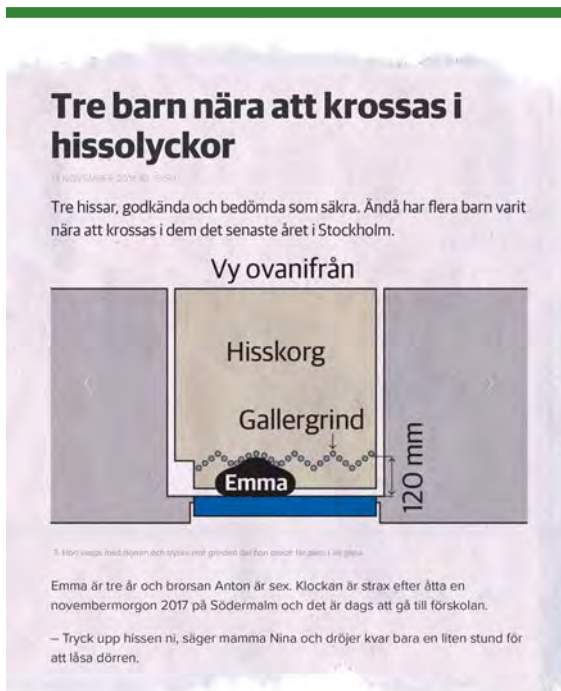 Tre barn nära att krossas i
hissolyckor
Tre hissar, godkända och bedömda som säkra. Ändå har flera barn varit
nära att krossas i dem det senaste året i Stockholm.
Vy ovanifrån
Hisskorg
Gallergrind
Emma
120 mm
Emma är tre år och brorsan Anton är sex. Klockan är strax efter åtta en
novembermorgon 2017 på Södermalm och det är dags att gå till förskolan.
– Tryck upp hissen ni, säger mamma Nina och dröjer kvar bara en liten stund för
att låsa dörren.